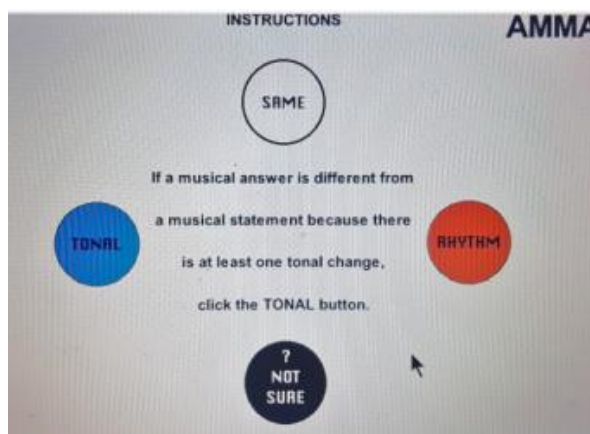 INSTRUCTIONS
AMMA
SAME
If a musical answer is different from
a musical statement because there
TONAL
RHYTHM
is at least one tonal change,
click the TONAL button.
?
NOT
SURE